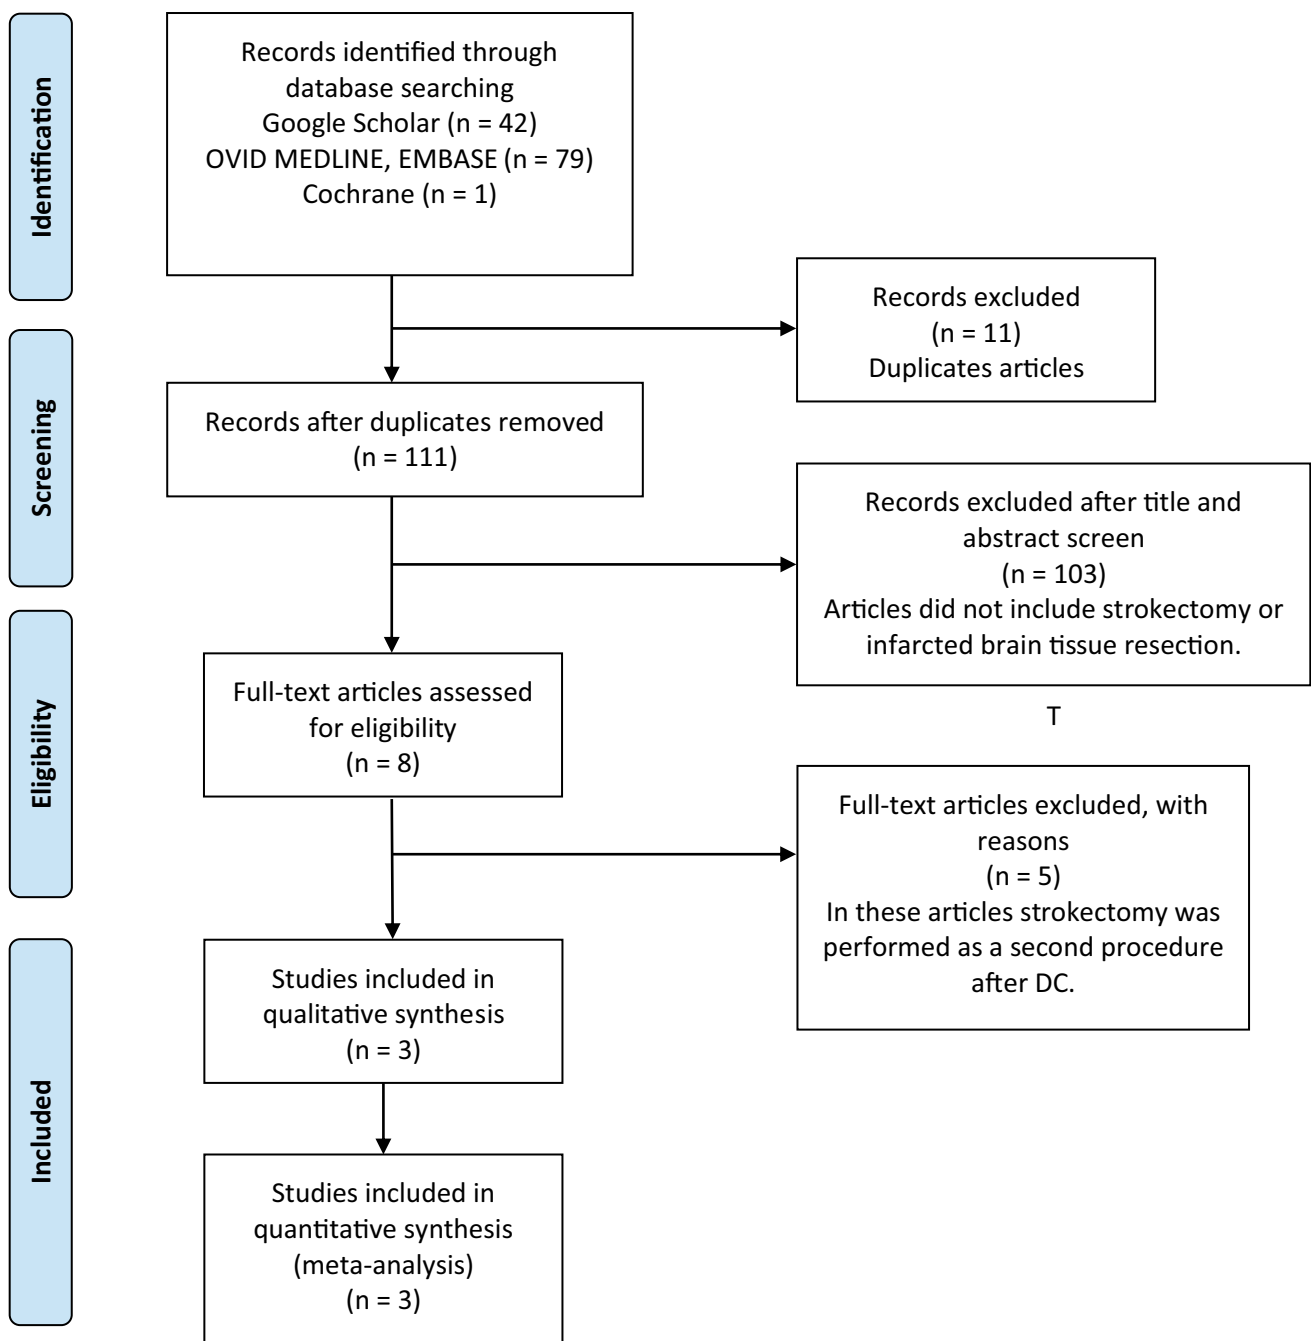 Identification
Records identified through
database searching
Google Scholar (n = 42)
OVID MEDLINE, EMBASE (n = 79)
Cochrane (n = 1)
Records excluded
(n = 11)
Duplicates articles
Screening
Records after duplicates removed
(n = 111)
Records excluded after title and
abstract screen
(n = 103)
Articles did not include strokectomy or
infarcted brain tissue resection.
T
Eligibility
Full-text articles assessed
for eligibility
(n = 8)
Full-text articles excluded, with
reasons
(n = 5)
In these articles strokectomy was
performed as a second procedure
after DC.
Included
Studies included in
qualitative synthesis
(n = 3)
Studies included in
quantitative synthesis
(meta-analysis)
(n = 3)